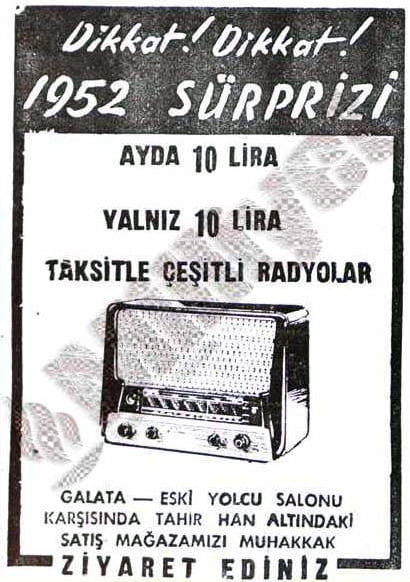 Dikkat! Dikkat!
1952 SÜRPRİZİ
AYDA 10 LİRA
YALNIZ 10 LİRA
TAKSİTLE ÇEŞİTLİ RADYOLAR
GALATA — ESKİ YOLCU SALONU
KARŞISINDA TAHİR HAN ALTINDAKİ
SATIŞ MAĞAZAMIZI MUHAKKAK
ZİYARET EDİNİZ